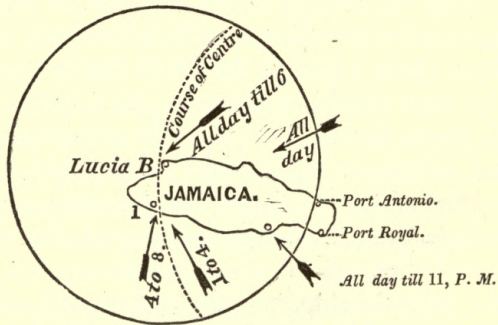 Course of Centre
All day till 6
All
day
Lucia B
JAMAICA.
1
Port Antonio.
Port Royal.
4 to 8.
1 to 4.
All day till 11, P. M.